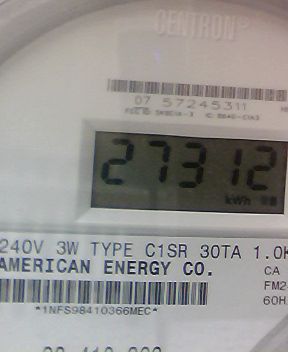 CENTRON®
07 57245311
27312
kWh
240V 3W TYPE C1SR 30TA 1.0K
AMERICAN ENERGY CO.
CA
FM2
60H
*1NFS98410366MEC*